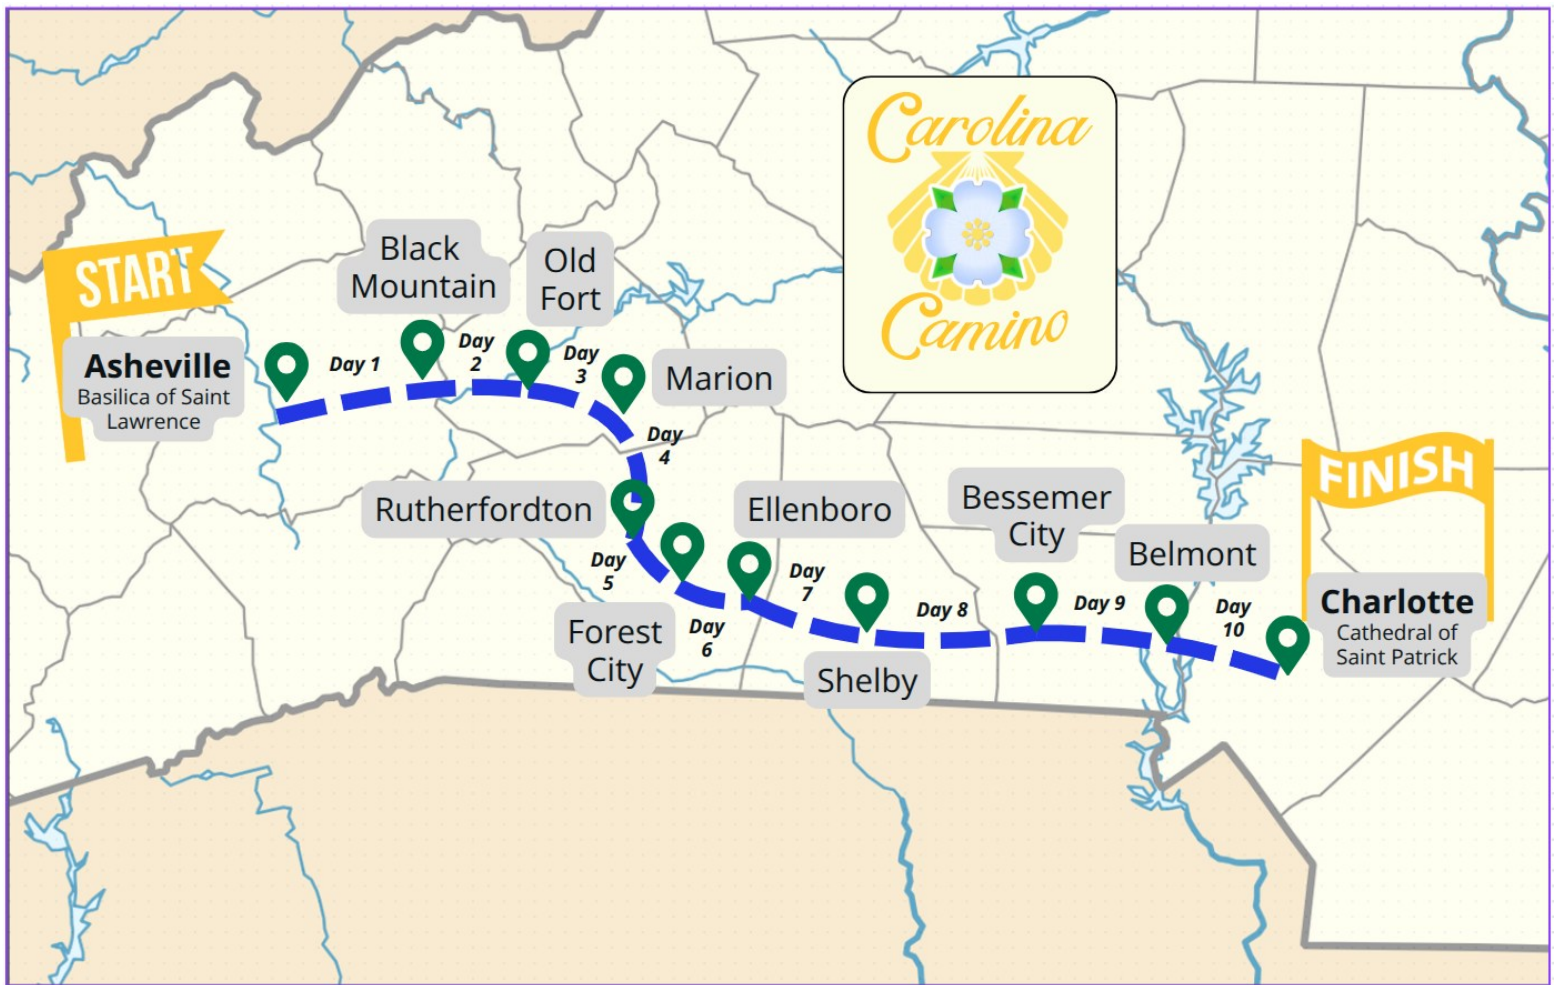 Carolina
Camino
START
Asheville
Basilica of Saint
Lawrence
Day 1
Black
Mountain
Day
2
Old
Fort
Day
3
Marion
Day
4
Rutherfordton
Day
5
Forest
City
Day
6
Ellenboro
Day
7
Shelby
Day 8
Bessemer
City
Day 9
Belmont
Day
10
FINISH
Charlotte
Cathedral of
Saint Patrick